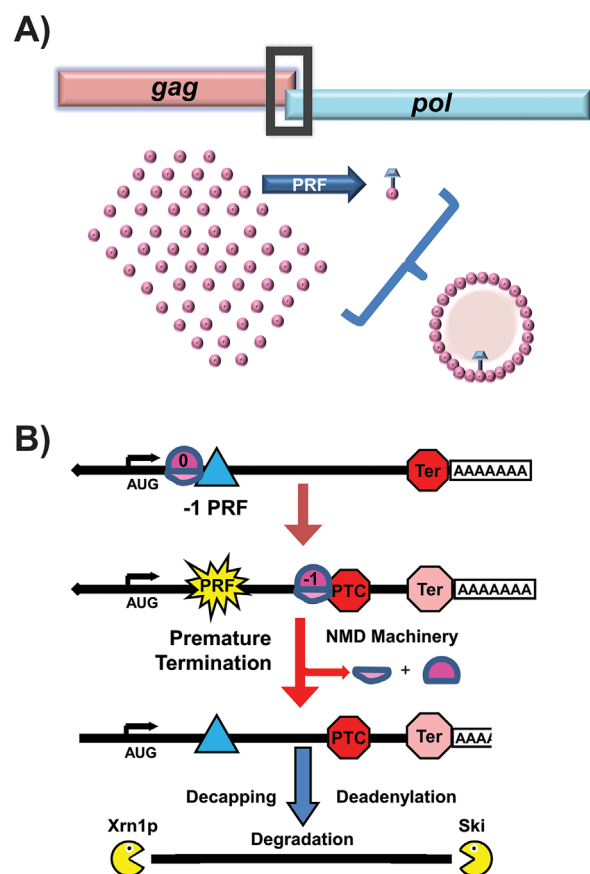 A)
gag
pol
PRF
B)
0
Ter
AAAAAAA
AUG
-1 PRF
PRF
-1
PTC
Ter
AAAAAAA
AUG
Premature
Termination
NMD Machinery
+
PTC
Ter
AAAA
AUG
Decapping
Deadenylation
Xrn1p
Degradation
Ski